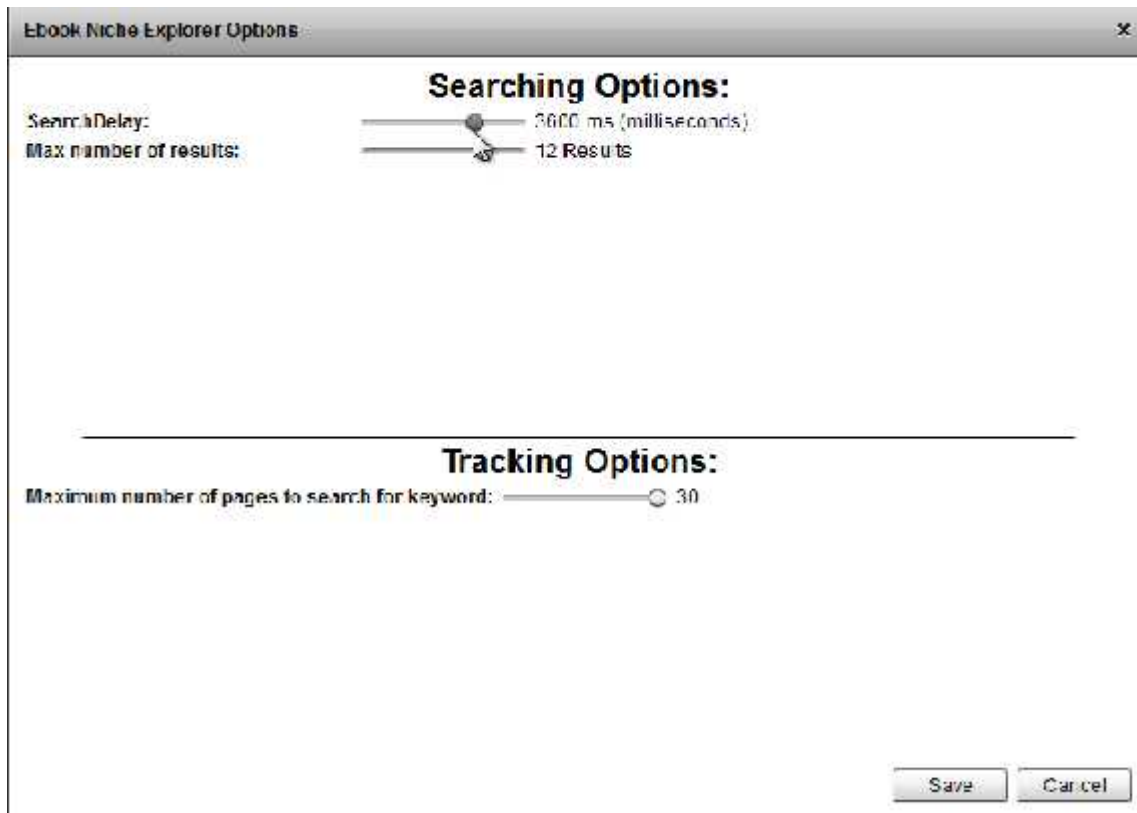 Ebook Niche Explorer Options
Searching Options:
SearchDelay: 3600 ms (milliseconds)
Max number of results: 12 Results
Tracking Options:
Maximum number of pages to search for keyword: 30
Save Cancel